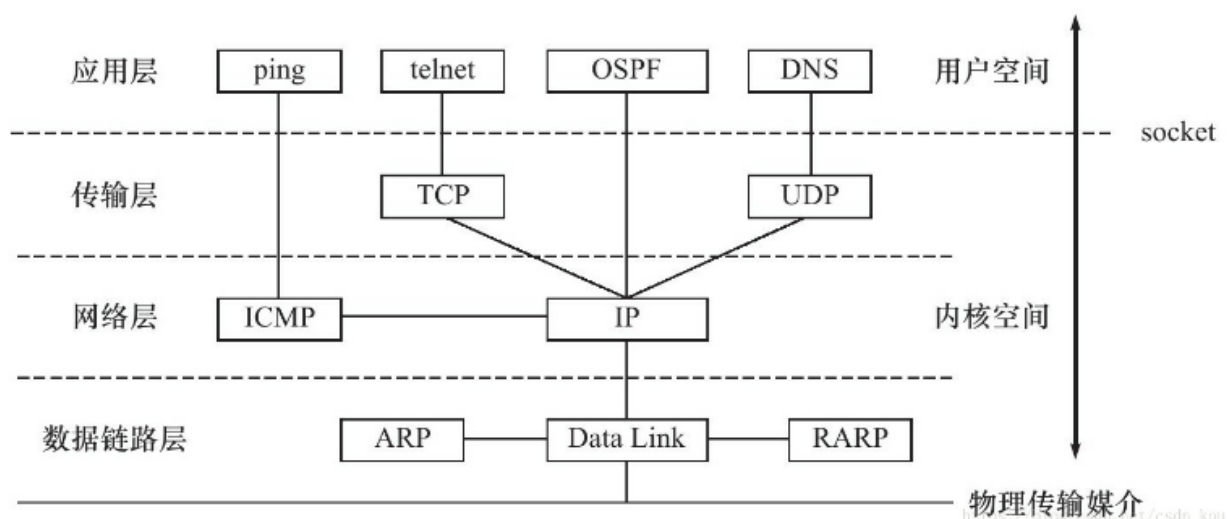 应用层 ping telnet OSPF DNS 用户空间
socket
传输层 TCP UDP
网络层 ICMP IP 内核空间
数据链路层 ARP Data Link RARP
物理传输媒介